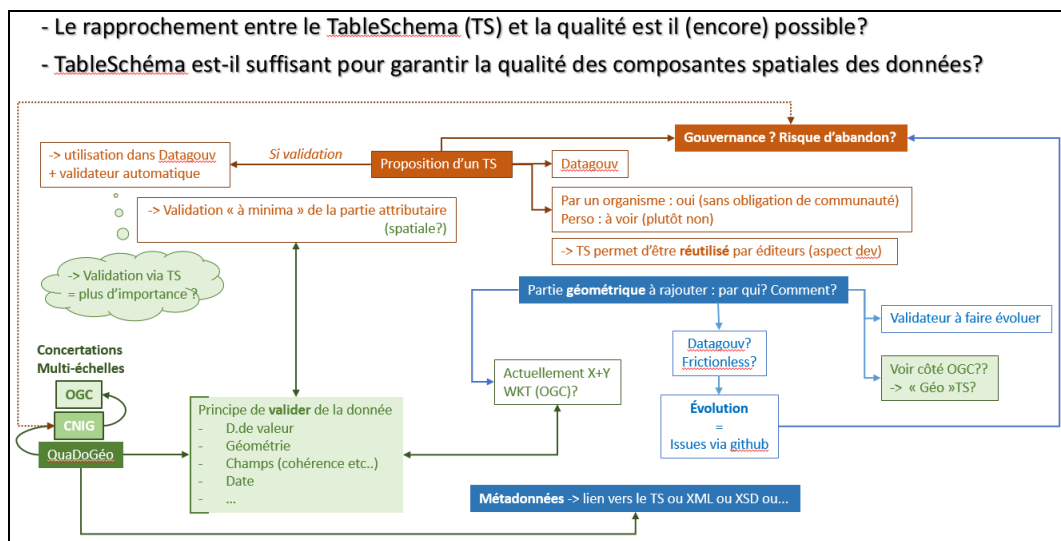 - Le rapprochement entre le TableSchema (TS) et la qualité est il (encore) possible?
- TableSchéma est-il suffisant pour garantir la qualité des composantes spatiales des données?
Gouvernance ? Risque d'abandon?
-> utilisation dans Datagouv
+ validateur automatique
Si validation
Proposition d'un TS
Datagouv
-> Validation « à minima » de la partie attributaire
(spatiale?)
Par un organisme : oui (sans obligation de communauté)
Perso : à voir (plutôt non)
-> TS permet d'être réutilisé par éditeurs (aspect dev)
-> Validation via TS
= plus d'importance ?
Partie géométrique à rajouter : par qui? Comment?
Validateur à faire évoluer
Datagouv?
Frictionless?
Voir côté OGC??
-> « Géo »TS?
Actuellement X+Y
WKT (OGC)?
Évolution
=
Issues via github
Concertations
Multi-échelles
OGC
CNIG
QuaDoGéo
Principe de valider de la donnée
- D.de valeur
- Géométrie
- Champs (cohérence etc..)
- Date
- ...
Métadonnées -> lien vers le TS ou XML ou XSD ou...